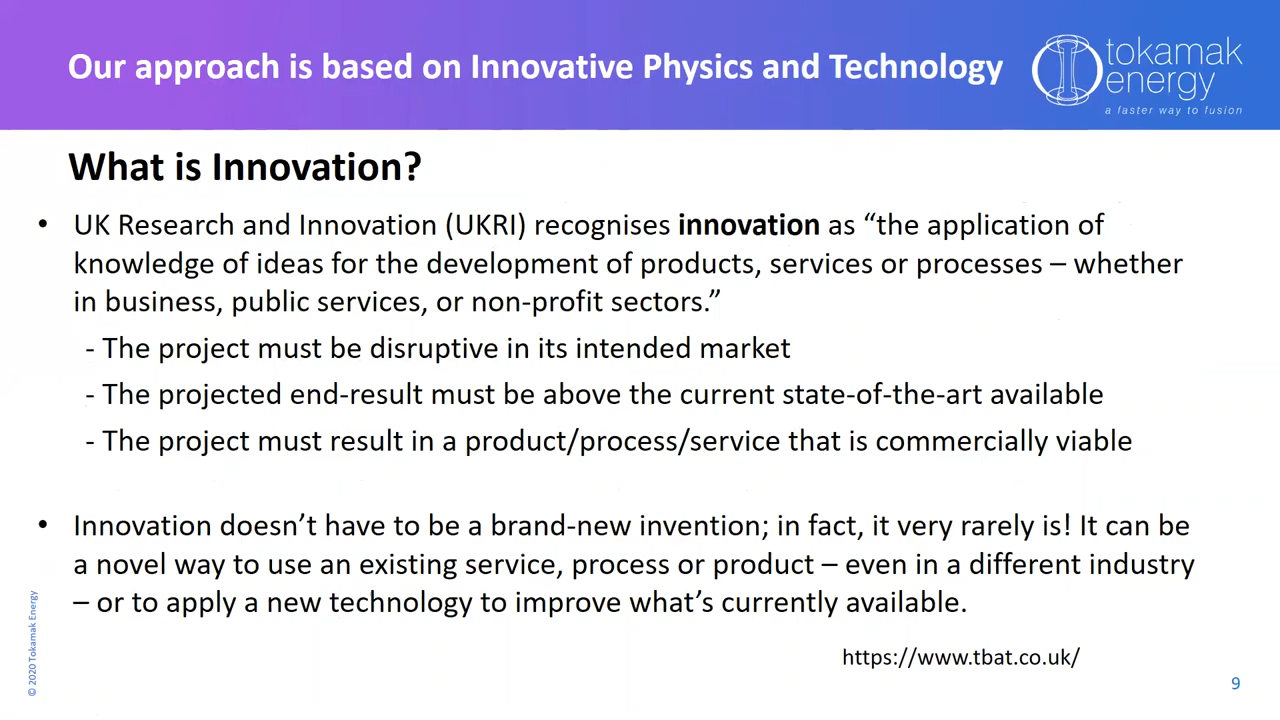 Our approach is based on Innovative Physics and Technology
tokamak
energy
a faster way to fusion
What is Innovation?
• UK Research and Innovation (UKRI) recognises innovation as “the application of
knowledge of ideas for the development of products, services or processes – whether
in business, public services, or non-profit sectors.”
- The project must be disruptive in its intended market
- The projected end-result must be above the current state-of-the-art available
- The project must result in a product/process/service that is commercially viable
• Innovation doesn’t have to be a brand-new invention; in fact, it very rarely is! It can be
a novel way to use an existing service, process or product – even in a different industry
– or to apply a new technology to improve what’s currently available.
https://www.tbat.co.uk/
© 2020 Tokamak Energy
9